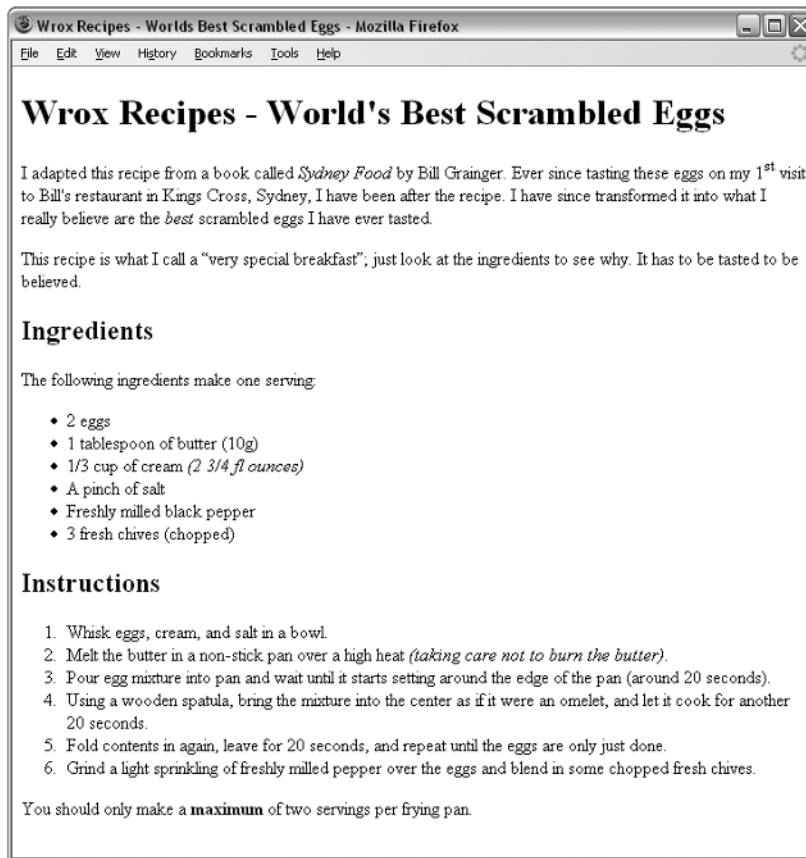 Wrox Recipes - Worlds Best Scrambled Eggs - Mozilla Firefox
File Edit View History Bookmarks Tools Help
Wrox Recipes - World's Best Scrambled Eggs
I adapted this recipe from a book called Sydney Food by Bill Grainger. Ever since tasting these eggs on my 1st visit
to Bill's restaurant in Kings Cross, Sydney, I have been after the recipe. I have since transformed it into what I
really believe are the best scrambled eggs I have ever tasted.
This recipe is what I call a “very special breakfast”; just look at the ingredients to see why. It has to be tasted to be
believed.
Ingredients
The following ingredients make one serving:
• 2 eggs
• 1 tablespoon of butter (10g)
• 1/3 cup of cream (2 3/4 fl ounces)
• A pinch of salt
• Freshly milled black pepper
• 3 fresh chives (chopped)
Instructions
1. Whisk eggs, cream, and salt in a bowl.
2. Melt the butter in a non-stick pan over a high heat (taking care not to burn the butter).
3. Pour egg mixture into pan and wait until it starts setting around the edge of the pan (around 20 seconds).
4. Using a wooden spatula, bring the mixture into the center as if it were an omelet, and let it cook for another
20 seconds.
5. Fold contents in again, leave for 20 seconds, and repeat until the eggs are only just done.
6. Grind a light sprinkling of freshly milled pepper over the eggs and blend in some chopped fresh chives.
You should only make a maximum of two servings per frying pan.